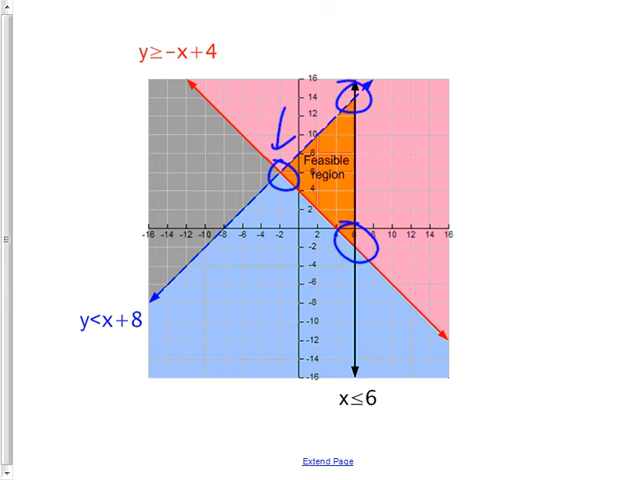 y≥-x+4
16
14
12
10
8
Feasible
6
region
4
2
-16 -14 -12 -10 -8 -6 -4 -2 2 4 6 8 10 12 14 16
-2
-4
-6
-8
y<x+8
-10
-12
-14
-16
x≤6
Extend Page